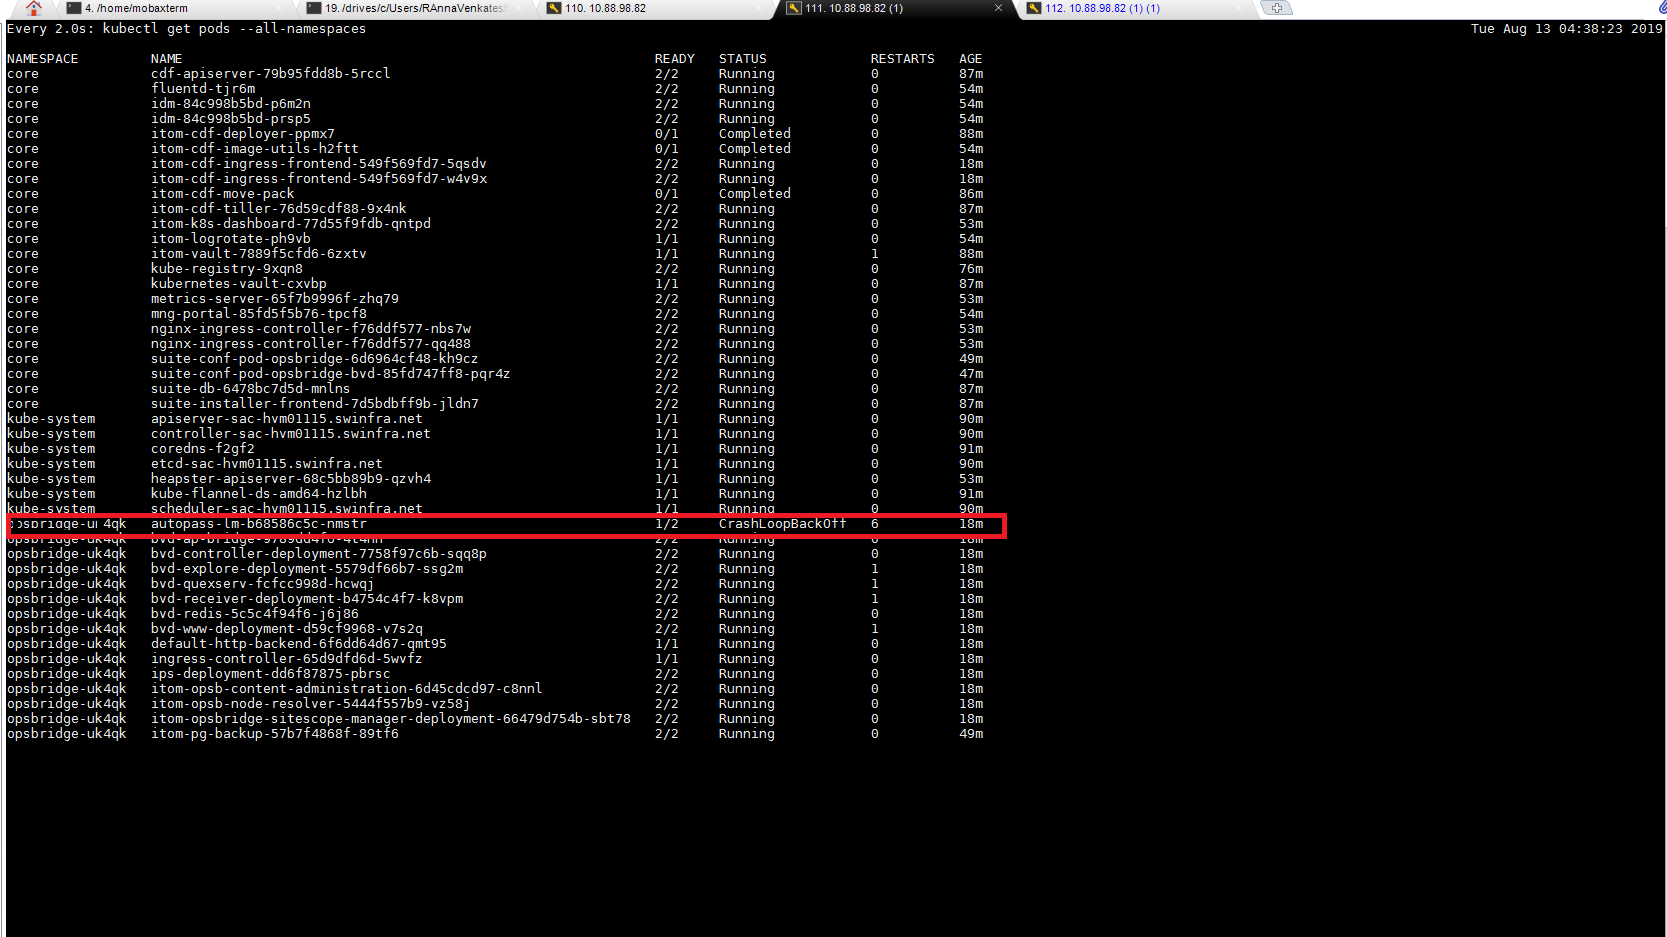 4. /home/mobaxterm
19. /drives/c/Users/RAnnaVenkatesh
110. 10.88.98.82
111. 10.88.98.82 (1)
112. 10.88.98.82 (1) (1)
Every 2.0s: kubectl get pods --all-namespaces Tue Aug 13 04:38:23 2019
NAMESPACE NAME READY STATUS RESTARTS AGE
core cdf-apiserver-79b95fdd8b-5rccl 2/2 Running 0 87m
core fluentd-tjr6m 2/2 Running 0 54m
core idm-84c998b5bd-p6m2n 2/2 Running 0 54m
core idm-84c998b5bd-prsp5 2/2 Running 0 54m
core itom-cdf-deployer-ppmx7 0/1 Completed 0 88m
core itom-cdf-image-utils-h2ftt 0/1 Completed 0 54m
core itom-cdf-ingress-frontend-549f569fd7-5qsdv 2/2 Running 0 18m
core itom-cdf-ingress-frontend-549f569fd7-w4v9x 2/2 Running 0 18m
core itom-cdf-move-pack 0/1 Completed 0 86m
core itom-cdf-tiller-76d59cdf88-9x4nk 2/2 Running 0 87m
core itom-k8s-dashboard-77d55f9fdb-qntpd 2/2 Running 0 53m
core itom-logrotate-ph9vb 1/1 Running 0 54m
core itom-vault-7889f5cfd6-6zxtv 1/1 Running 1 88m
core kube-registry-9xqn8 2/2 Running 0 76m
core kubernetes-vault-cxvbp 1/1 Running 0 87m
core metrics-server-65f7b9996f-zhq79 2/2 Running 0 53m
core mng-portal-85fd5f5b76-tpcf8 2/2 Running 0 54m
core nginx-ingress-controller-f76ddf577-nbs7w 2/2 Running 0 53m
core nginx-ingress-controller-f76ddf577-qq488 2/2 Running 0 53m
core suite-conf-pod-opsbridge-6d6964cf48-kh9cz 2/2 Running 0 49m
core suite-conf-pod-opsbridge-bvd-85fd747ff8-pqr4z 2/2 Running 0 47m
core suite-db-6478bc7d5d-mnlns 2/2 Running 0 87m
core suite-installer-frontend-7d5bdbff9b-jldn7 2/2 Running 0 87m
kube-system apiserver-sac-hvm01115.swinfra.net 1/1 Running 0 90m
kube-system controller-sac-hvm01115.swinfra.net 1/1 Running 0 90m
kube-system coredns-f2gf2 1/1 Running 0 91m
kube-system etcd-sac-hvm01115.swinfra.net 1/1 Running 0 90m
kube-system heapster-apiserver-68c5bb89b9-qzvh4 1/1 Running 0 53m
kube-system kube-flannel-ds-amd64-hzlbh 1/1 Running 0 91m
kube-system scheduler-sac-hvm01115.swinfra.net 1/1 Running 0 90m
opsbridge-uk4qk autopass-lm-b68586c5c-nmstr 1/2 CrashLoopBackOff 6 18m
opsbridge-uk4qk 2/2 Running 0 18m
opsbridge-uk4qk bvd-controller-deployment-7758f97c6b-sqq8p 2/2 Running 0 18m
opsbridge-uk4qk bvd-explore-deployment-5579df66b7-ssg2m 2/2 Running 1 18m
opsbridge-uk4qk bvd-quexserv-fcfcc998d-hcwqj 2/2 Running 1 18m
opsbridge-uk4qk bvd-receiver-deployment-b4754c4f7-k8vpm 2/2 Running 1 18m
opsbridge-uk4qk bvd-redis-5c5c4f94f6-j6j86 2/2 Running 0 18m
opsbridge-uk4qk bvd-www-deployment-d59cf9968-v7s2q 2/2 Running 1 18m
opsbridge-uk4qk default-http-backend-6f6dd64d67-qmt95 1/1 Running 0 18m
opsbridge-uk4qk ingress-controller-65d9dfd6d-5wvfz 1/1 Running 0 18m
opsbridge-uk4qk ips-deployment-dd6f87875-pbrsc 2/2 Running 0 18m
opsbridge-uk4qk itom-opsb-content-administration-6d45cdcd97-c8nnl 2/2 Running 0 18m
opsbridge-uk4qk itom-opsb-node-resolver-5444f557b9-vz58j 2/2 Running 0 18m
opsbridge-uk4qk itom-opsbridge-sitescope-manager-deployment-66479d754b-sbt78 2/2 Running 0 18m
opsbridge-uk4qk itom-pg-backup-57b7f4868f-89tf6 2/2 Running 0 49m